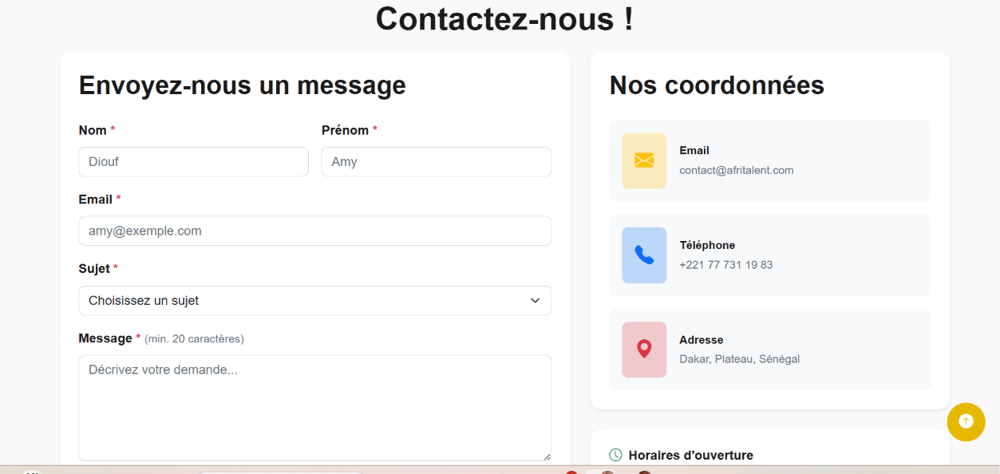 Contactez-nous !
Envoyez-nous un message
Nom *
Prénom *
Diouf
Amy
Email *
amy@exemple.com
Sujet *
Choisissez un sujet
Message * (min. 20 caractères)
Décrivez votre demande...
Nos coordonnées
Email
contact@afritalent.com
Téléphone
+221 77 731 19 83
Adresse
Dakar, Plateau, Sénégal
Horaires d'ouverture